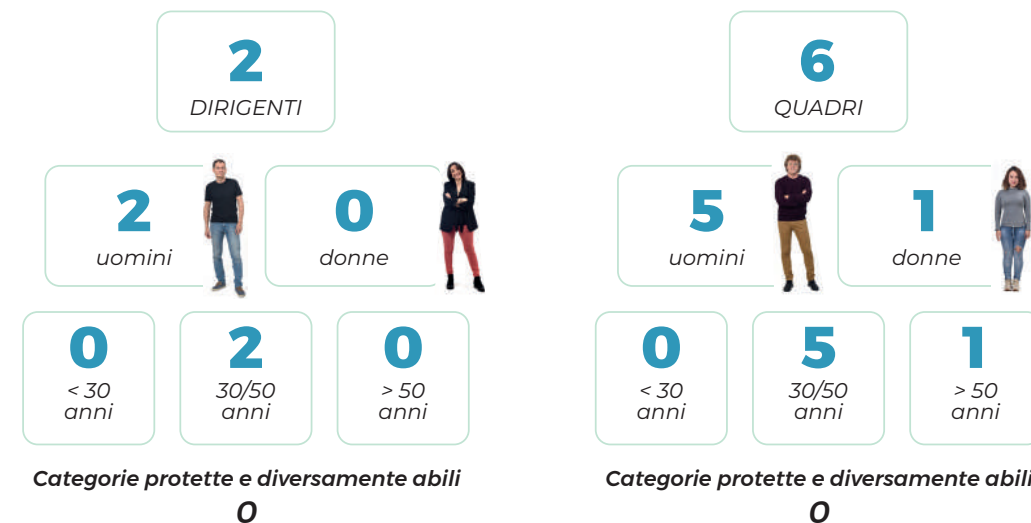 2
DIRIGENTI
2
uomini
0
donne
0
< 30
anni
2
30/50
anni
0
> 50
anni
Categorie protette e diversamente abili
0
6
QUADRI
5
uomini
1
donne
0
< 30
anni
5
30/50
anni
1
> 50
anni
Categorie protette e diversamente abili
0